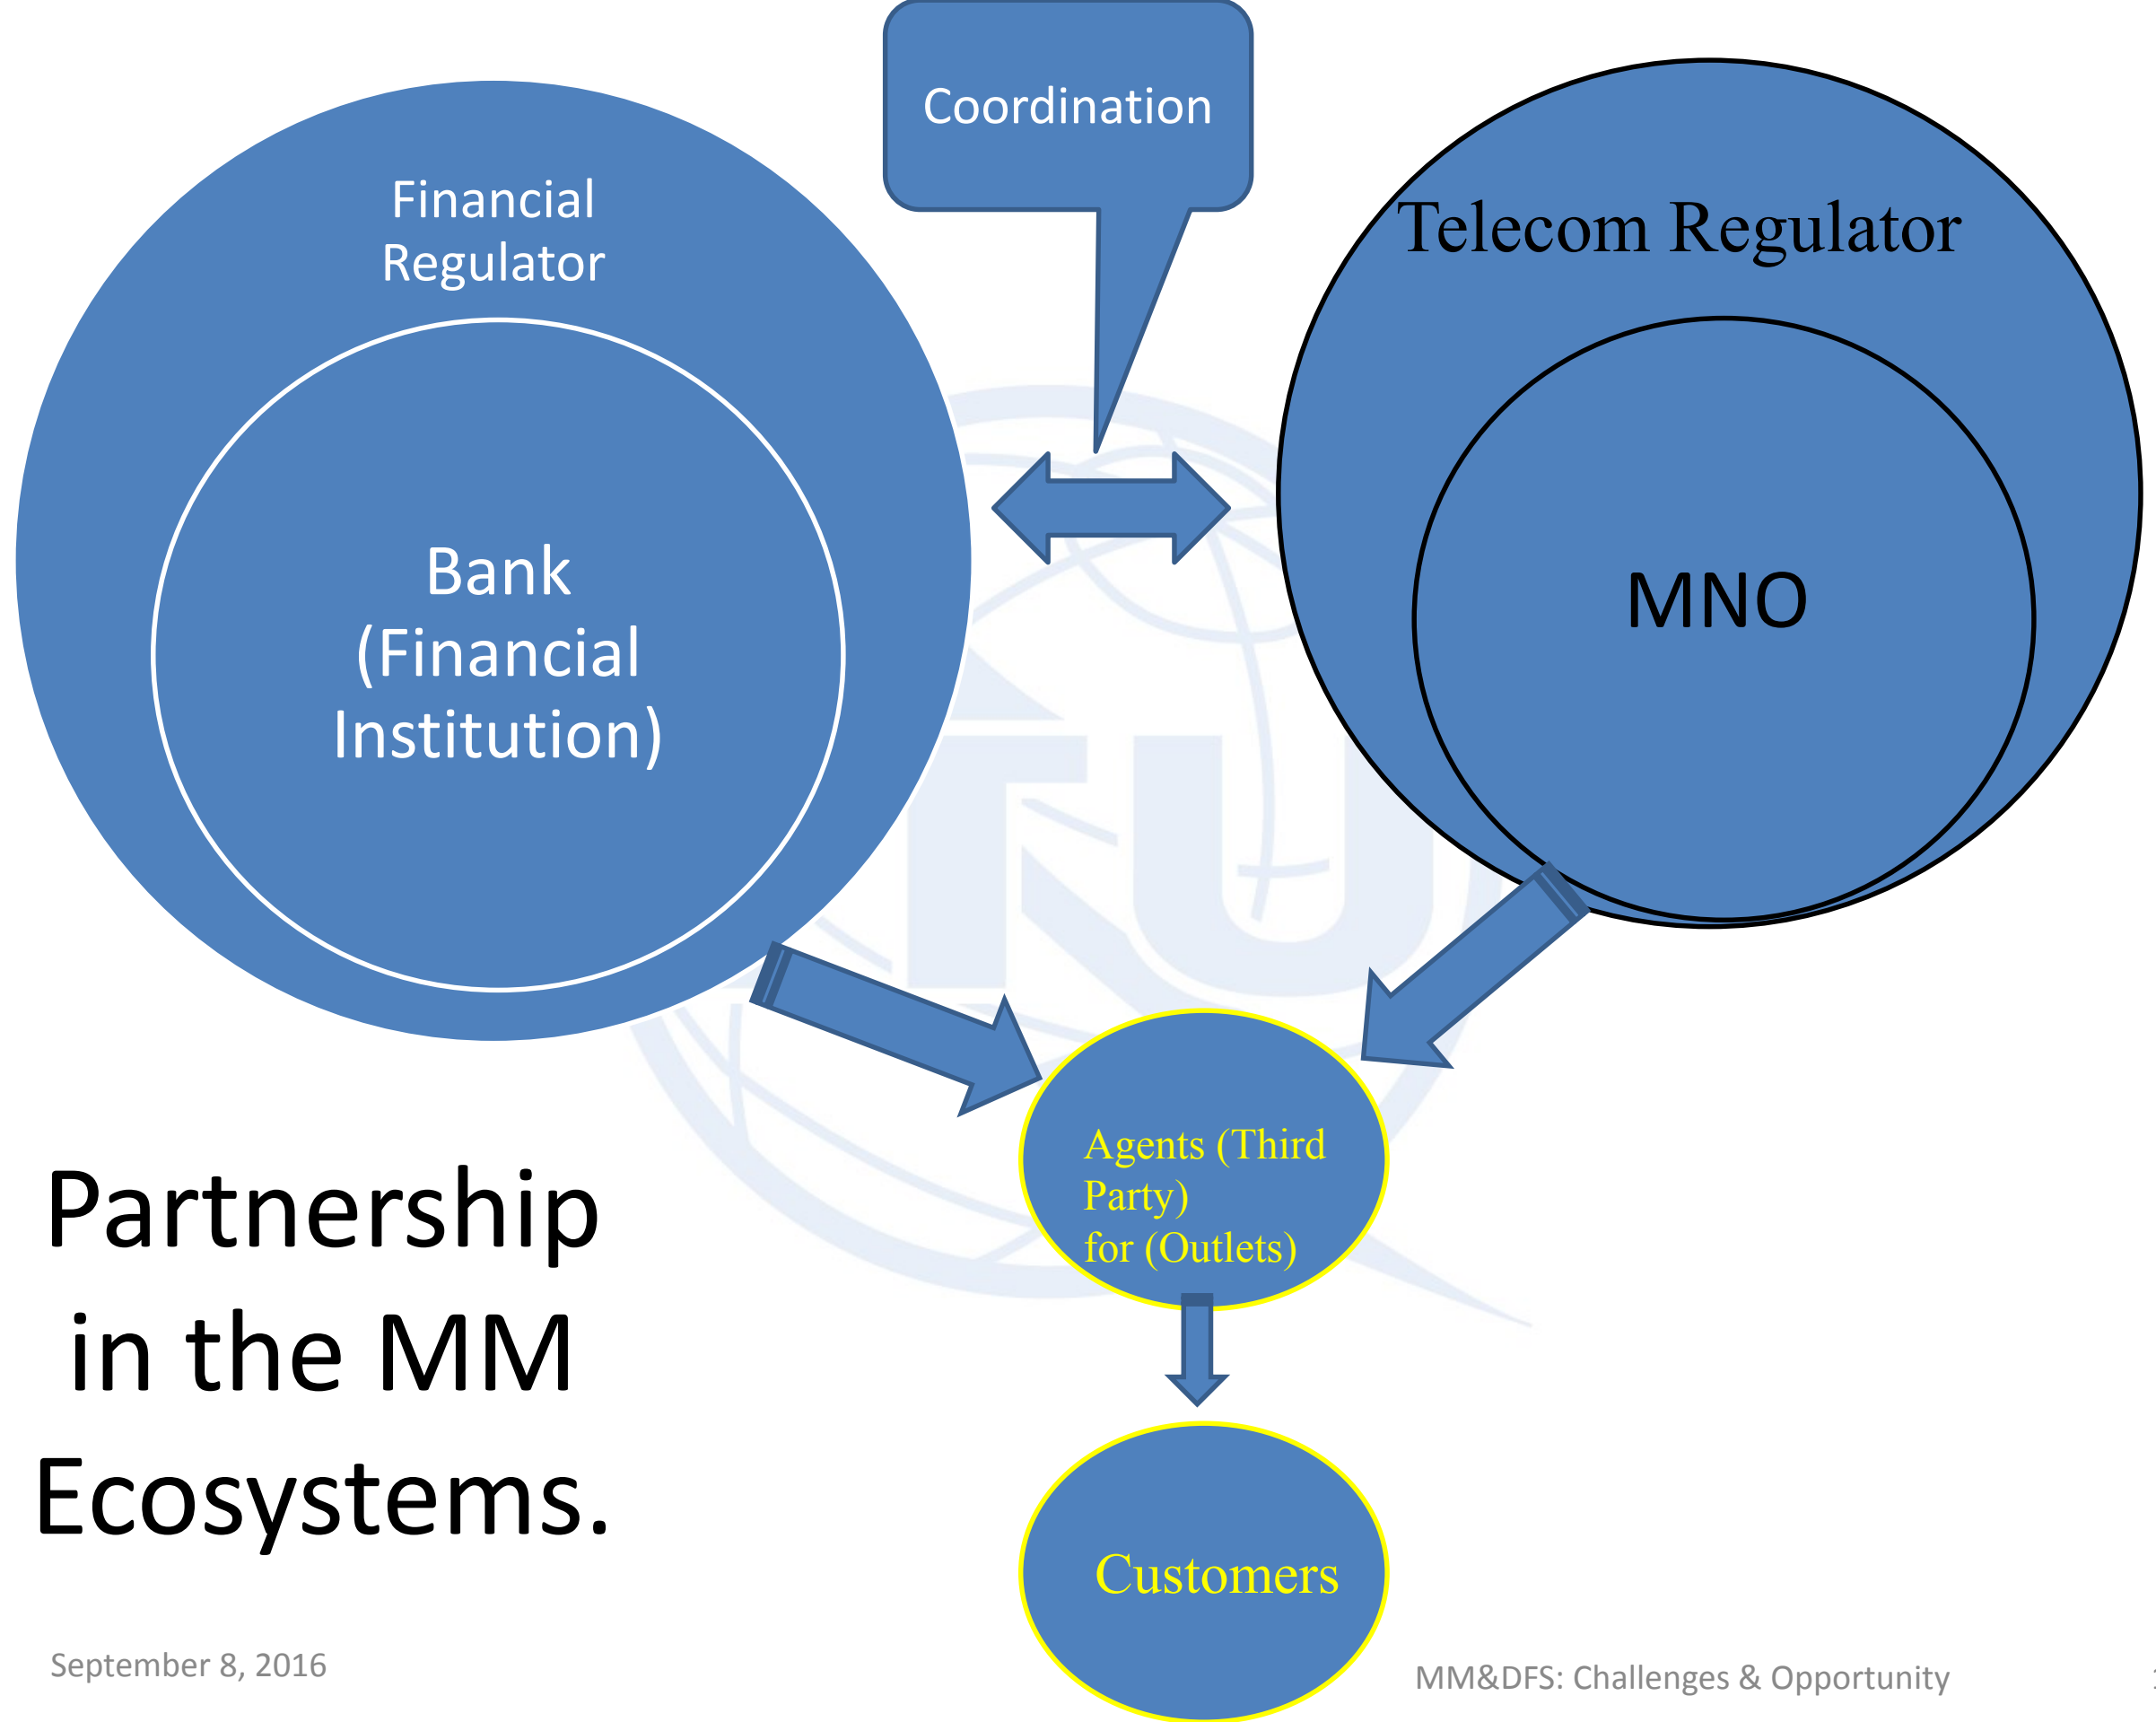 Coordination
Financial
Regulator
Telecom Regulator
Bank
(Financial
Institution)
MNO
Agents (Third
Party)
for (Outlets)
Partnership
in the MM
Ecosystems.
Customers
September 8, 2016
MM&DFS: Challenges & Opportunity